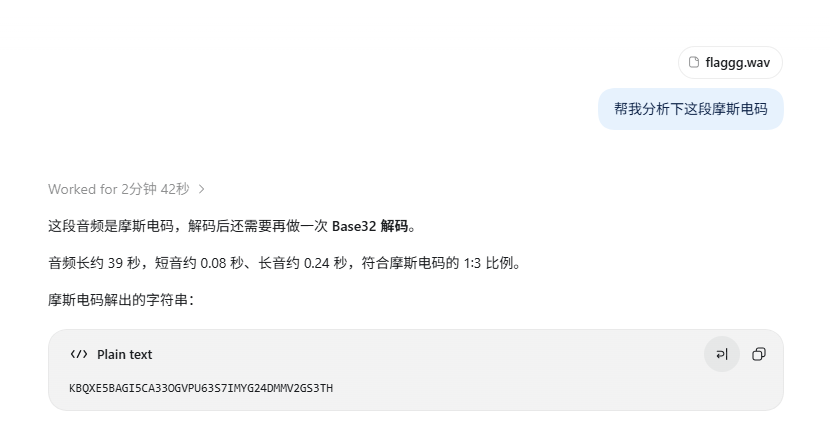 flaggg.wav
帮我分析下这段摩斯电码
Worked for 2分钟 42秒
这段音频是摩斯电码，解码后还需要再做一次 Base32 解码。
音频长约 39 秒，短音约 0.08 秒、长音约 0.24 秒，符合摩斯电码的 1:3 比例。
摩斯电码解出的字符串：
Plain text
KBQXE5BAGI5CA33OGVPU63S7IMYG24DMMV2GS3TH